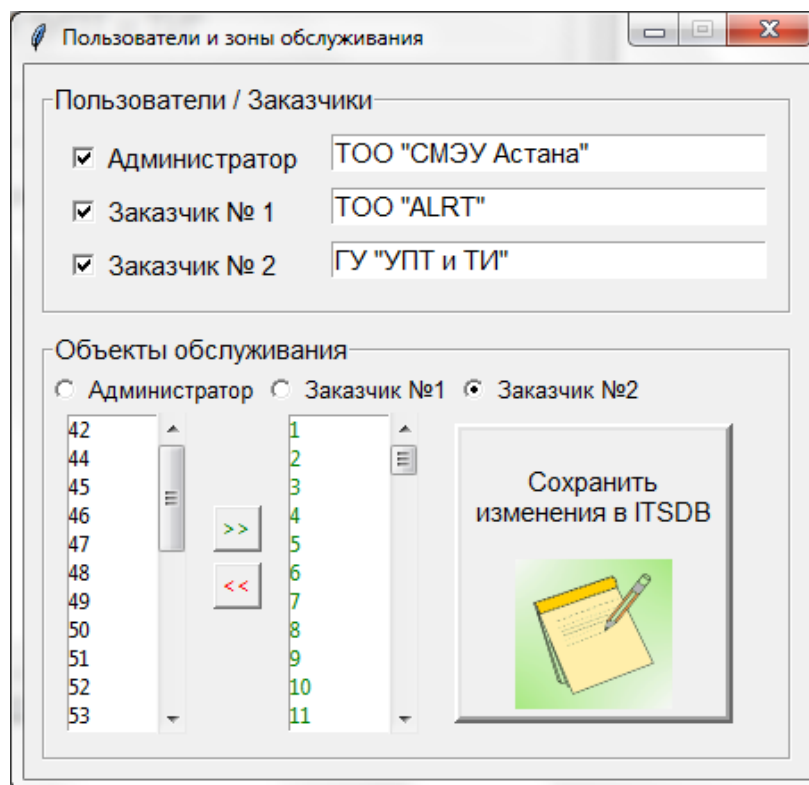 Пользователи и зоны обслуживания
Пользователи / Заказчики
Администратор
ТОО "СМЭУ Астана"
Заказчик № 1
ТОО "ALRT"
Заказчик № 2
ГУ "УПТ и ТИ"
Объекты обслуживания
Администратор Заказчик №1 Заказчик №2
42
44
45
46
47
48
49
50
51
52
53
>>
<<
1
2
3
4
5
6
7
8
9
10
11
Сохранить
изменения в ITSDB